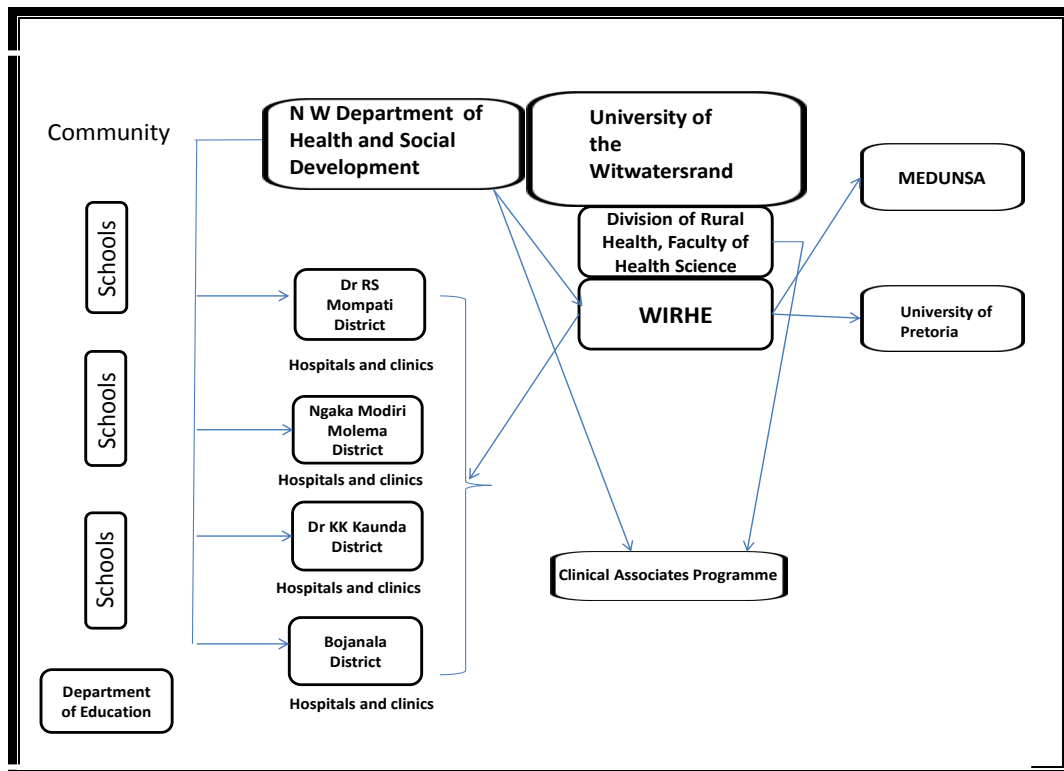 Community
Schools
Schools
Schools
Department
of Education
N W Department of
Health and Social
Development
Dr RS
Mompati
District
Hospitals and clinics
Ngaka Modiri
Molema
District
Hospitals and clinics
Dr KK Kaunda
District
Hospitals and clinics
Bojanala
District
Hospitals and clinics
University of
the
Witwatersrand
Division of Rural
Health, Faculty of
Health Science
WIRHE
Clinical Associates Programme
MEDUNSA
University of
Pretoria